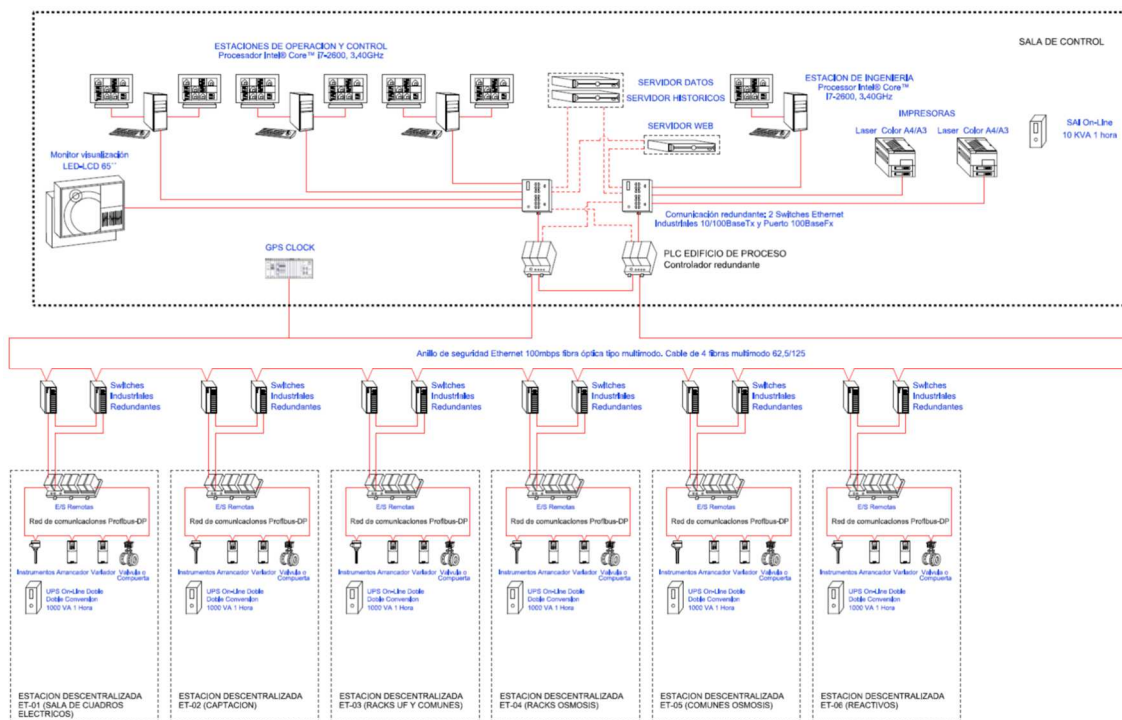 SALA DE CONTROL
ESTACIONES DE OPERACION Y CONTROL
Procesador Intel® Core™ i7-2600, 3,40GHz
SERVIDOR DATOS
SERVIDOR HISTORICOS
SERVIDOR WEB
ESTACION DE INGENIERIA
Processor Intel® Core™
i7-2600, 3,40GHz
IMPRESORAS
Laser Color A4/A3
Laser Color A4/A3
SAI On-Line
10 KVA 1 hora
Monitor visualización
LED-LCD 65´´
Comunicación redundante; 2 Switches Ethernet
Industriales 10/100BaseTx y Puerto 100BaseFx
GPS CLOCK
PLC EDIFICIO DE PROCESO
Controlador redundante
Anillo de seguridad Ethernet 100mbps fibra óptica tipo multimodo. Cable de 4 fibras multimodo 62,5/125
Switches
Industriales
Redundantes
Switches
Industriales
Redundantes
Switches
Industriales
Redundantes
Switches
Industriales
Redundantes
Switches
Industriales
Redundantes
Switches
Industriales
Redundantes
E/S Remotas
Red de comunicaciones Profibus-DP
Instrumentos Arrancador Variador Valvula o
Compuerta
UPS On-Line Doble
Doble Conversion
1000 VA 1 Hora
ESTACION DESCENTRALIZADA
ET-01 (SALA DE CUADROS
ELECTRICOS)
E/S Remotas
Red de comunicaciones Profibus-DP
Instrumentos Arrancador Variador Valvula o
Compuerta
UPS On-Line Doble
Doble Conversion
1000 VA 1 Hora
ESTACION DESCENTRALIZADA
ET-02 (CAPTACION)
E/S Remotas
Red de comunicaciones Profibus-DP
Instrumentos Arrancador Variador Valvula o
Compuerta
UPS On-Line Doble
Doble Conversion
1000 VA 1 Hora
ESTACION DESCENTRALIZADA
ET-03 (RACKS UF Y COMUNES)
E/S Remotas
Red de comunicaciones Profibus-DP
Instrumentos Arrancador Variador Valvula o
Compuerta
UPS On-Line Doble
Doble Conversion
1000 VA 1 Hora
ESTACION DESCENTRALIZADA
ET-04 (RACKS OSMOSIS)
E/S Remotas
Red de comunicaciones Profibus-DP
Instrumentos Arrancador Variador Valvula o
Compuerta
UPS On-Line Doble
Doble Conversion
1000 VA 1 Hora
ESTACION DESCENTRALIZADA
ET-05 (COMUNES OSMOSIS)
E/S Remotas
Red de comunicaciones Profibus-DP
Instrumentos Arrancador Variador Valvula o
Compuerta
UPS On-Line Doble
Doble Conversion
1000 VA 1 Hora
ESTACION DESCENTRALIZADA
ET-06 (REACTIVOS)